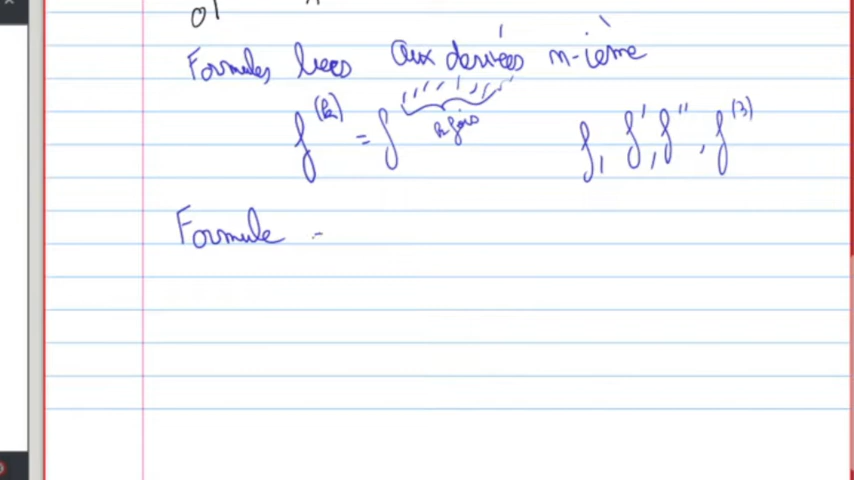 Formules liées aux dérivées n-ième
f^(k) = f''''''''' k fois f, f', f'', f^(3)
Formule